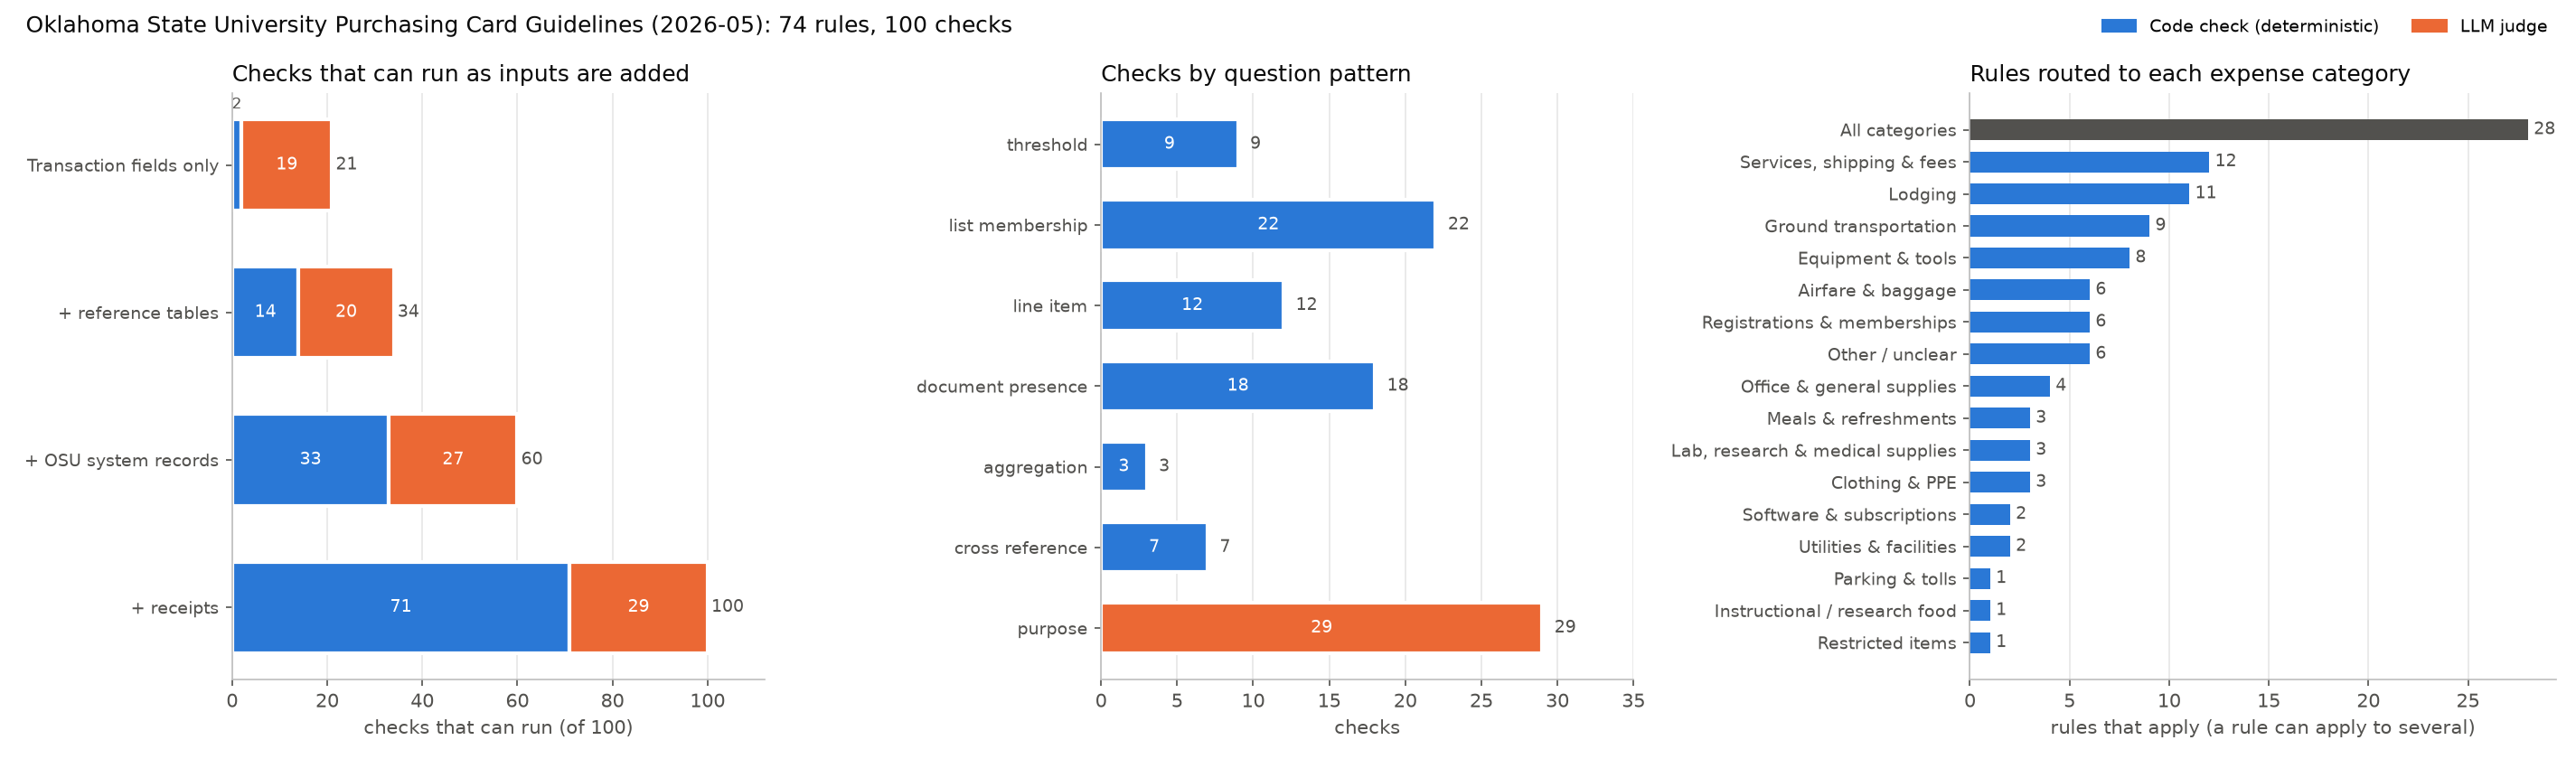 Oklahoma State University Purchasing Card Guidelines (2026-05): 74 rules, 100 checks
Code check (deterministic)
LLM judge
Checks that can run as inputs are added
2
Transaction fields only
19
21
+ reference tables
14
20
34
+ OSU system records
33
27
60
+ receipts
71
29
100
0 20 40 60 80 100
checks that can run (of 100)
Checks by question pattern
threshold
9
9
list membership
22
22
line item
12
12
document presence
18
18
aggregation
3
3
cross reference
7
7
purpose
29
29
0 5 10 15 20 25 30 35
checks
Rules routed to each expense category
All categories
28
Services, shipping & fees
12
Lodging
11
Ground transportation
9
Equipment & tools
8
Airfare & baggage
6
Registrations & memberships
6
Other / unclear
6
Office & general supplies
4
Meals & refreshments
3
Lab, research & medical supplies
3
Clothing & PPE
3
Software & subscriptions
2
Utilities & facilities
2
Parking & tolls
1
Instructional / research food
1
Restricted items
1
0 5 10 15 20 25
rules that apply (a rule can apply to several)